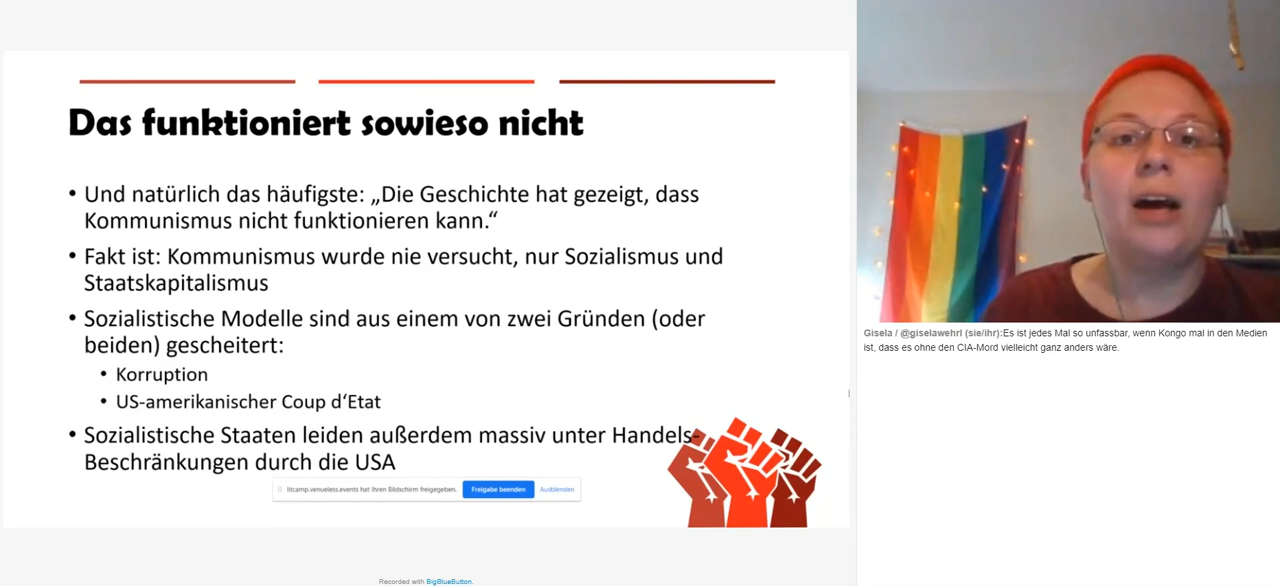 Das funktioniert sowieso nicht
• Und natürlich das häufigste: „Die Geschichte hat gezeigt, dass
Kommunismus nicht funktionieren kann.“
• Fakt ist: Kommunismus wurde nie versucht, nur Sozialismus und
Staatskapitalismus
• Sozialistische Modelle sind aus einem von zwei Gründen (oder
beiden) gescheitert:
• Korruption
• US-amerikanischer Coup d‘Etat
• Sozialistische Staaten leiden außerdem massiv unter Handels-
Beschränkungen durch die USA
litcamp.venueless.events hat Ihren Bildschirm freigegeben. Freigabe beenden Ausblenden
Gisela / @giselawehrl (sie/ihr):Es ist jedes Mal so unfassbar, wenn Kongo mal in den Medien
ist, dass es ohne den CIA-Mord vielleicht ganz anders wäre.
Recorded with BigBlueButton.